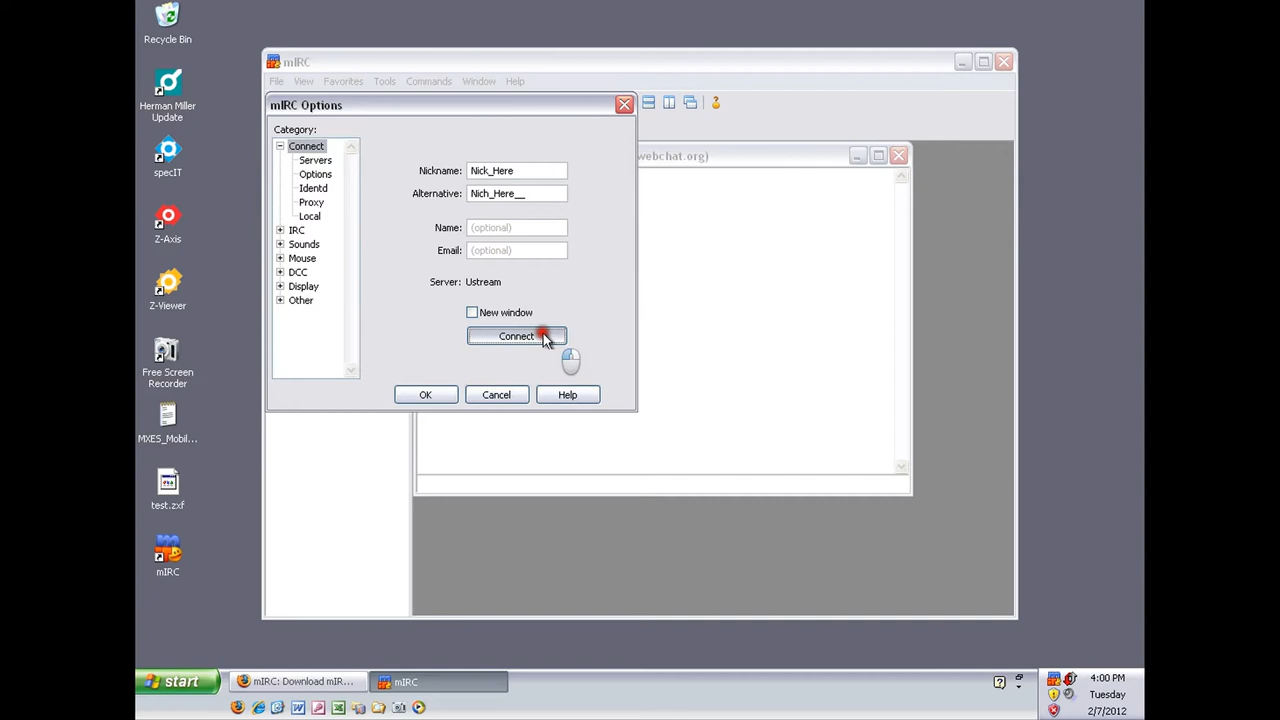 Recycle Bin
Herman Miller
Update
specIT
Z-Axis
Z-Viewer
Free Screen
Recorder
MXES_Mobil...
test.zxf
mIRC
mIRC
File View Favorites Tools Commands Window Help
mIRC Options
Category:
Connect
Servers
Options
Identd
Proxy
Local
IRC
Sounds
Mouse
DCC
Display
Other
Nickname: Nick_Here
Alternative: Nich_Here__
Name: (optional)
Email: (optional)
Server: Ustream
New window
Connect
OK Cancel Help
webchat.org)
start
mIRC: Download mIR...
mIRC
4:00 PM
Tuesday
2/7/2012